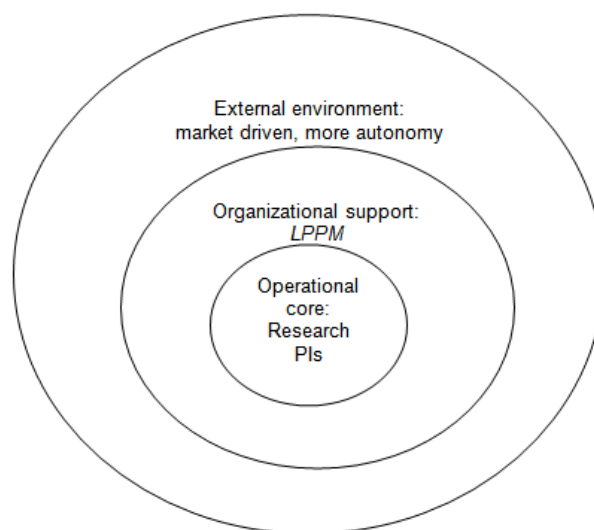 External environment:
market driven, more autonomy
Organizational support:
LPPM
Operational
core:
Research
PIs